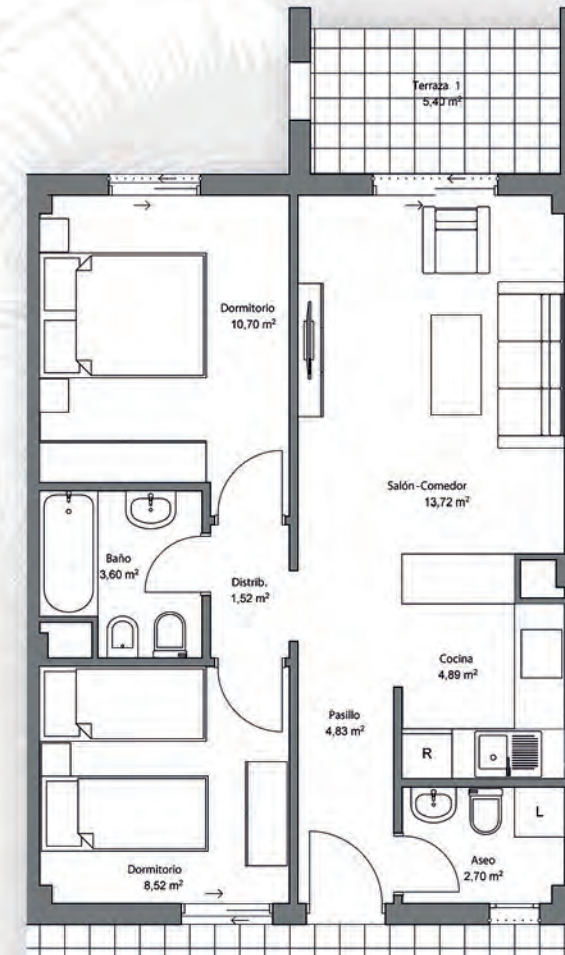 Terraza 1
5,40 m²
Dormitorio
10,70 m²
Salón-Comedor
13,72 m²
Baño
3,60 m²
Distrib.
1,52 m²
Cocina
4,89 m²
Pasillo
4,83 m²
R
L
Dormitorio
8,52 m²
Aseo
2,70 m²